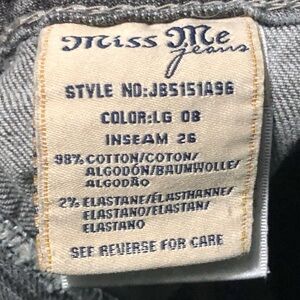 Miss Me
jeans
STYLE NO:JB5151A96
COLOR:LG 08
INSEAM 26
98% COTTON/COTON/
ALGODÓN/BAUMWOLLE/
ALGODÃO
2% ELASTANE/ÉLASTHANNE/
ELASTANO/ELASTAN/
ELASTANO
SEE REVERSE FOR CARE